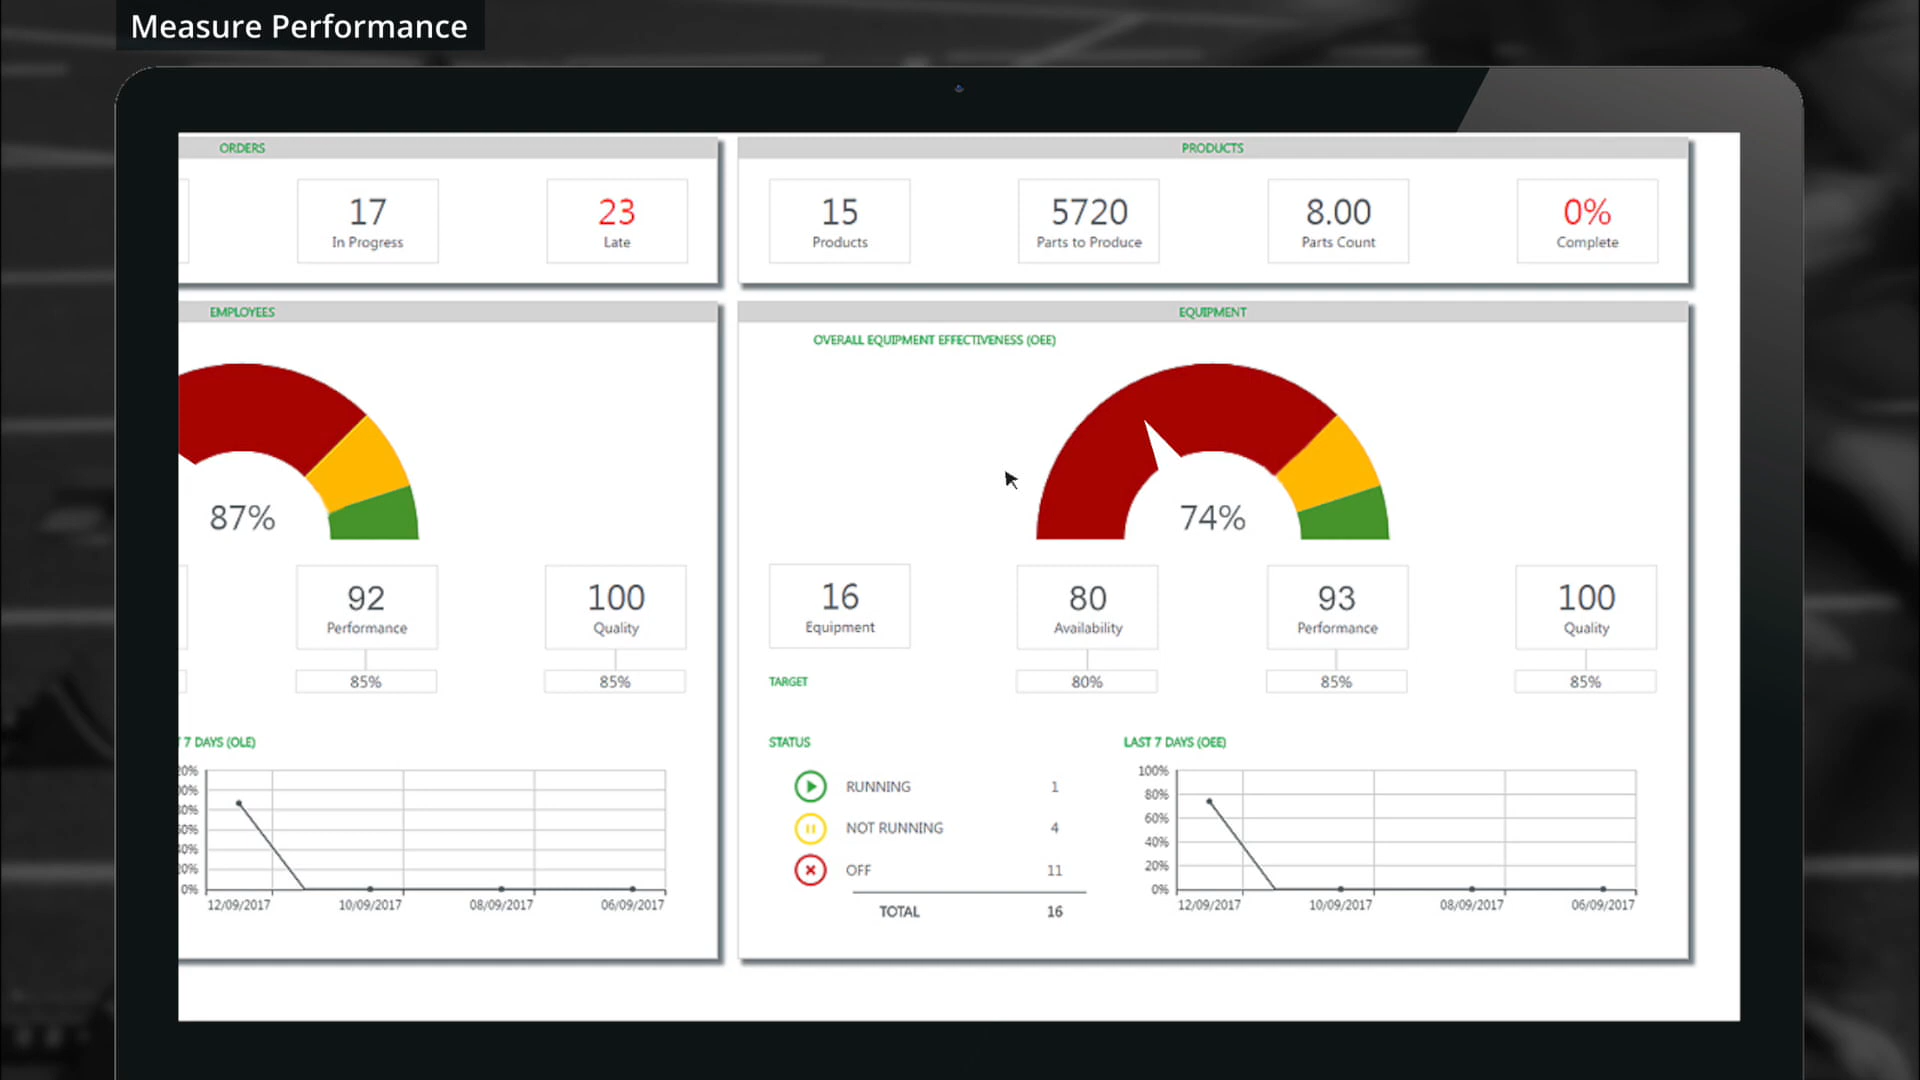 Measure Performance
ORDERS
17
In Progress
23
Late
PRODUCTS
15
Products
5720
Parts to Produce
8.00
Parts Count
0%
Complete
EMPLOYEES
87%
92
Performance
85%
100
Quality
85%
7 DAYS (OLE)
0%
12/09/2017 10/09/2017 08/09/2017 06/09/2017
EQUIPMENT
OVERALL EQUIPMENT EFFECTIVENESS (OEE)
74%
16
Equipment
80
Availability
93
Performance
100
Quality
TARGET 80% 85% 85%
STATUS
RUNNING 1
NOT RUNNING 4
OFF 11
TOTAL 16
LAST 7 DAYS (OEE)
100%
80%
60%
40%
20%
0%
12/09/2017 10/09/2017 08/09/2017 06/09/2017